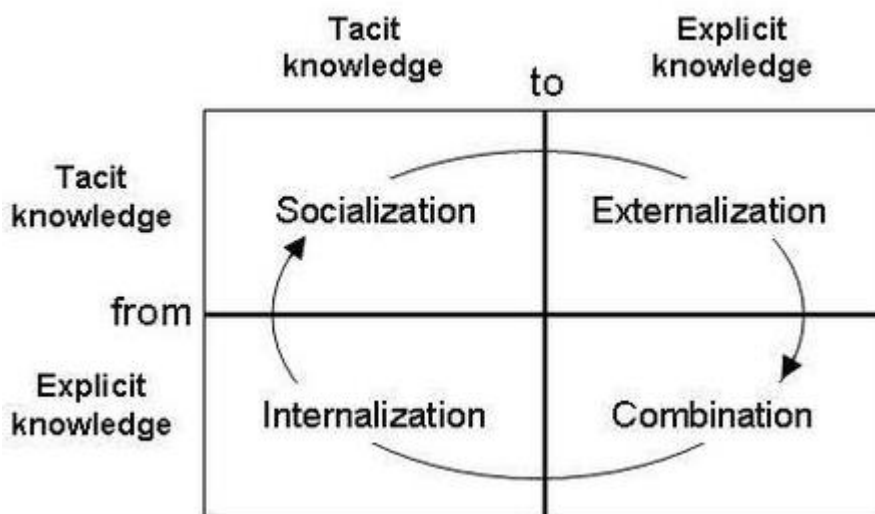 Tacit
knowledge
to
Explicit
knowledge
Tacit
knowledge
Socialization
Externalization
from
Explicit
knowledge
Internalization
Combination